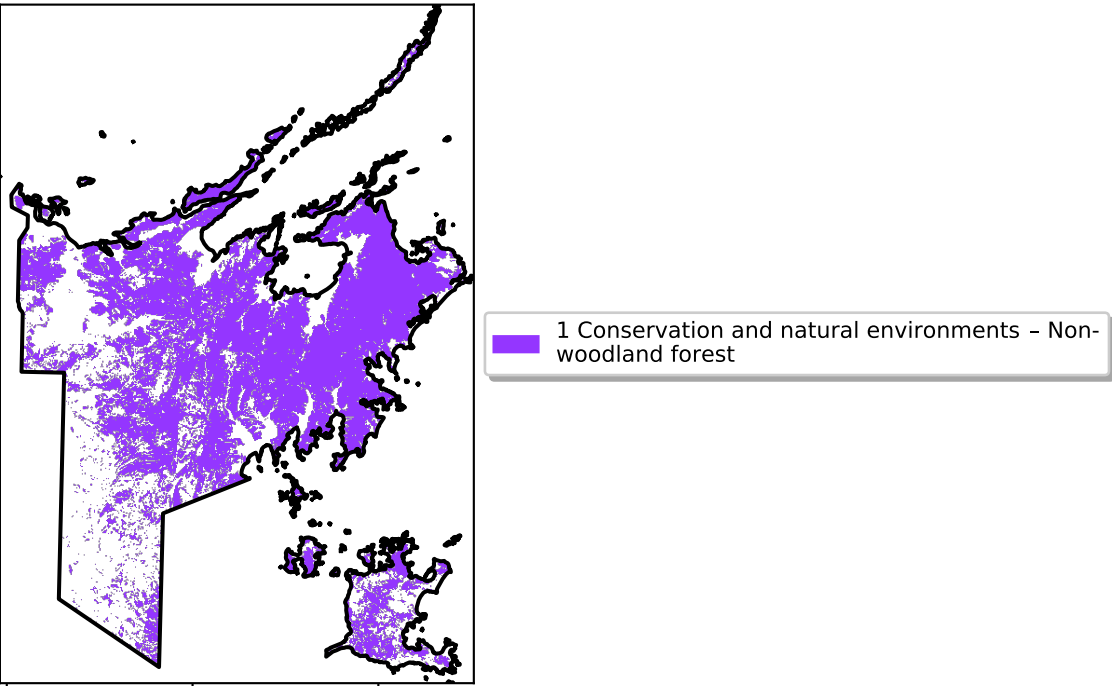 1 Conservation and natural environments – Non-
woodland forest